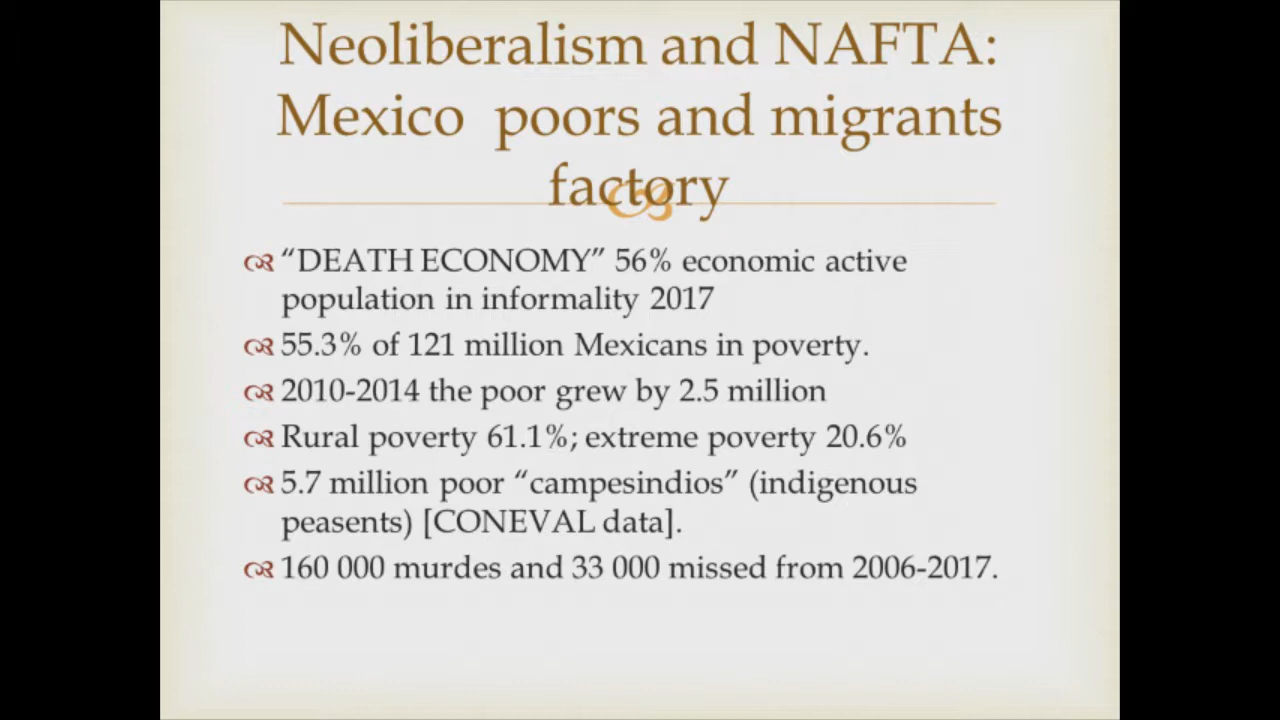 Neoliberalism and NAFTA:
Mexico poors and migrants
factory
“DEATH ECONOMY” 56% economic active
population in informality 2017
55.3% of 121 million Mexicans in poverty.
2010-2014 the poor grew by 2.5 million
Rural poverty 61.1%; extreme poverty 20.6%
5.7 million poor “campesindios” (indigenous
peasents) [CONEVAL data].
160 000 murdes and 33 000 missed from 2006-2017.